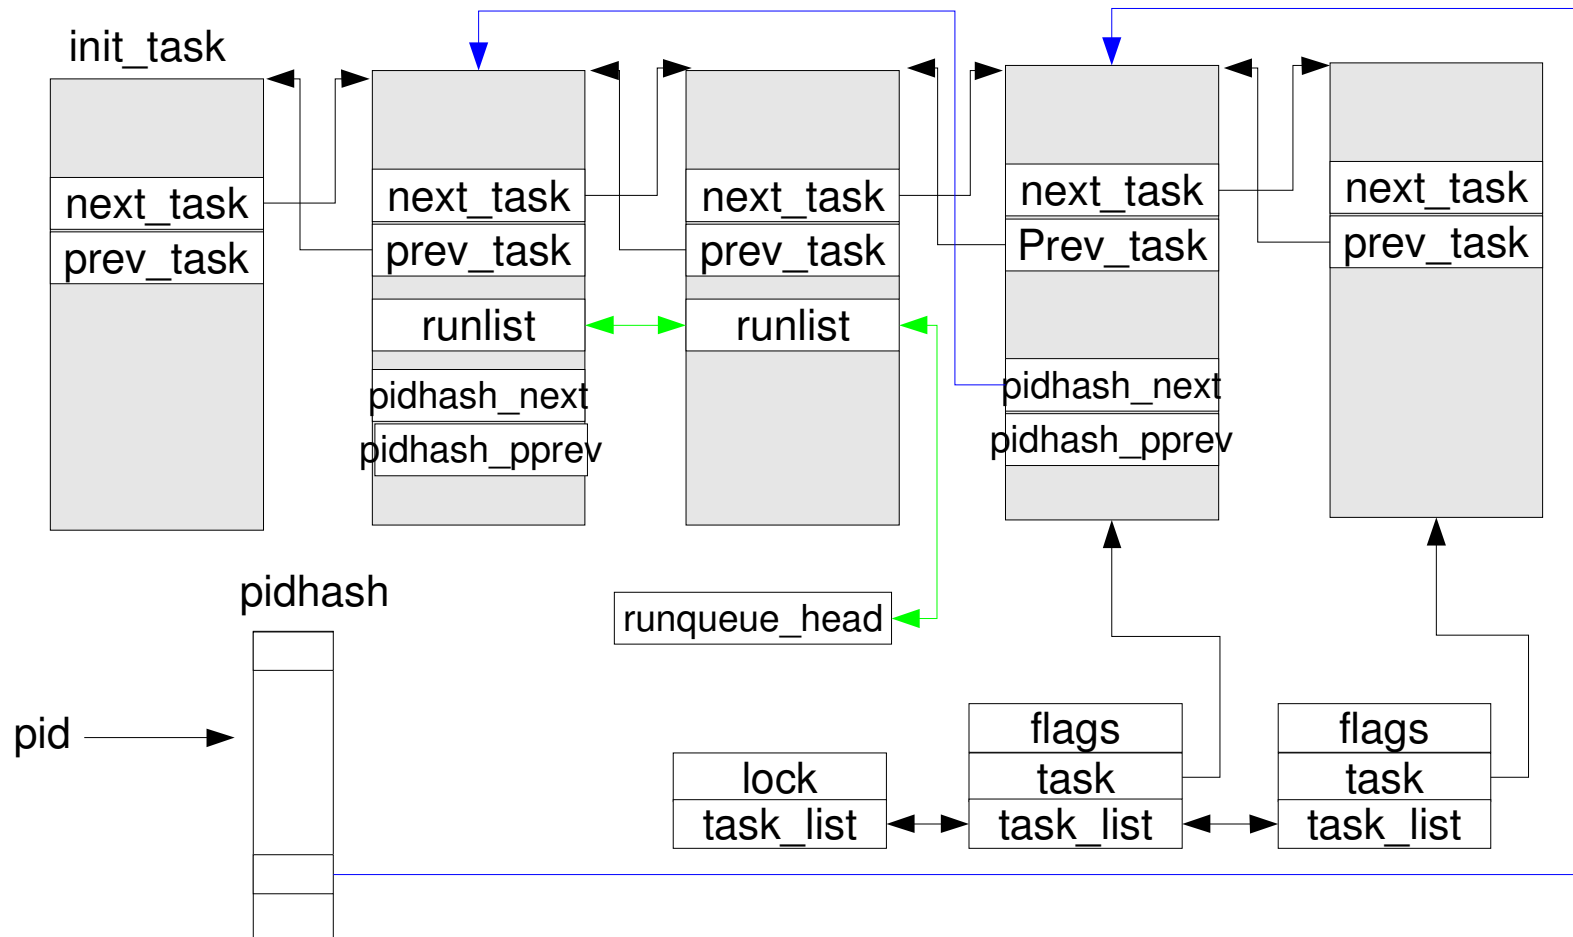 init_task
next_task
prev_task
next_task
prev_task
runlist
pidhash_next
pidhash_pprev
next_task
prev_task
runlist
next_task
Prev_task
pidhash_next
pidhash_pprev
next_task
prev_task
pidhash
pid
runqueue_head
lock
task_list
flags
task
task_list
flags
task
task_list